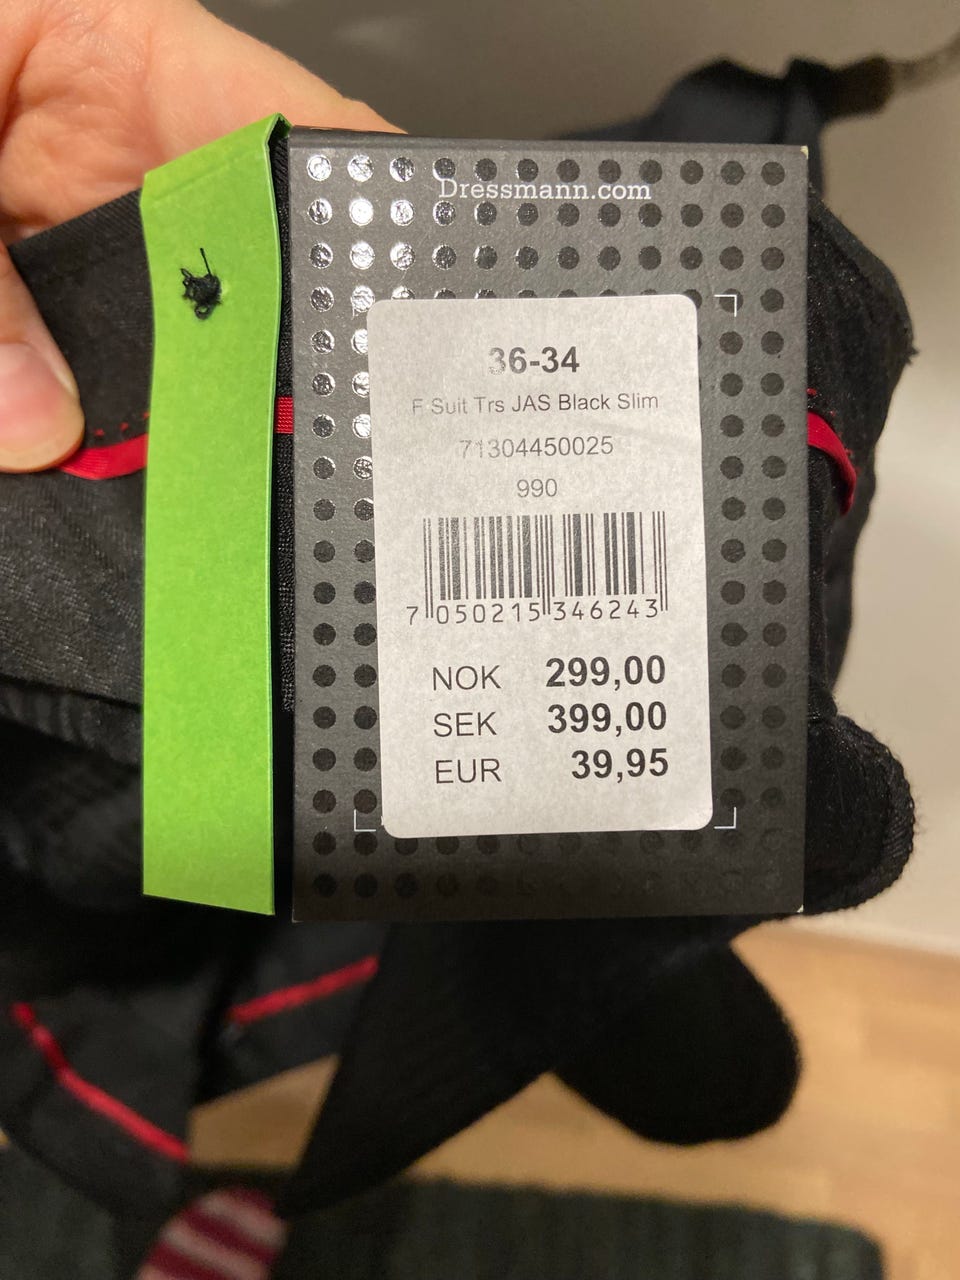 Dressmann.com
36-34
F Suit Trs JAS Black Slim
71304450025
990
7 050215 346243
NOK 299,00
SEK 399,00
EUR 39,95